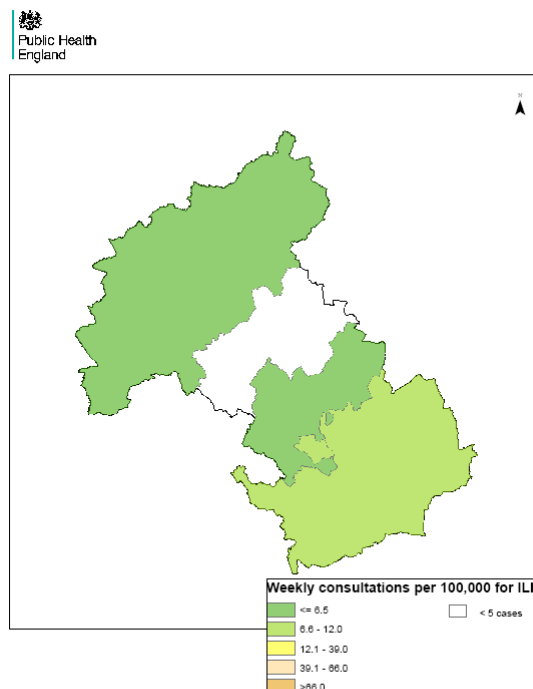 Public Health
England
N
Weekly consultations per 100,000 for ILI
<= 6.5
< 5 cases
6.6 - 12.0
12.1 - 39.0
39.1 - 66.0
>66.0